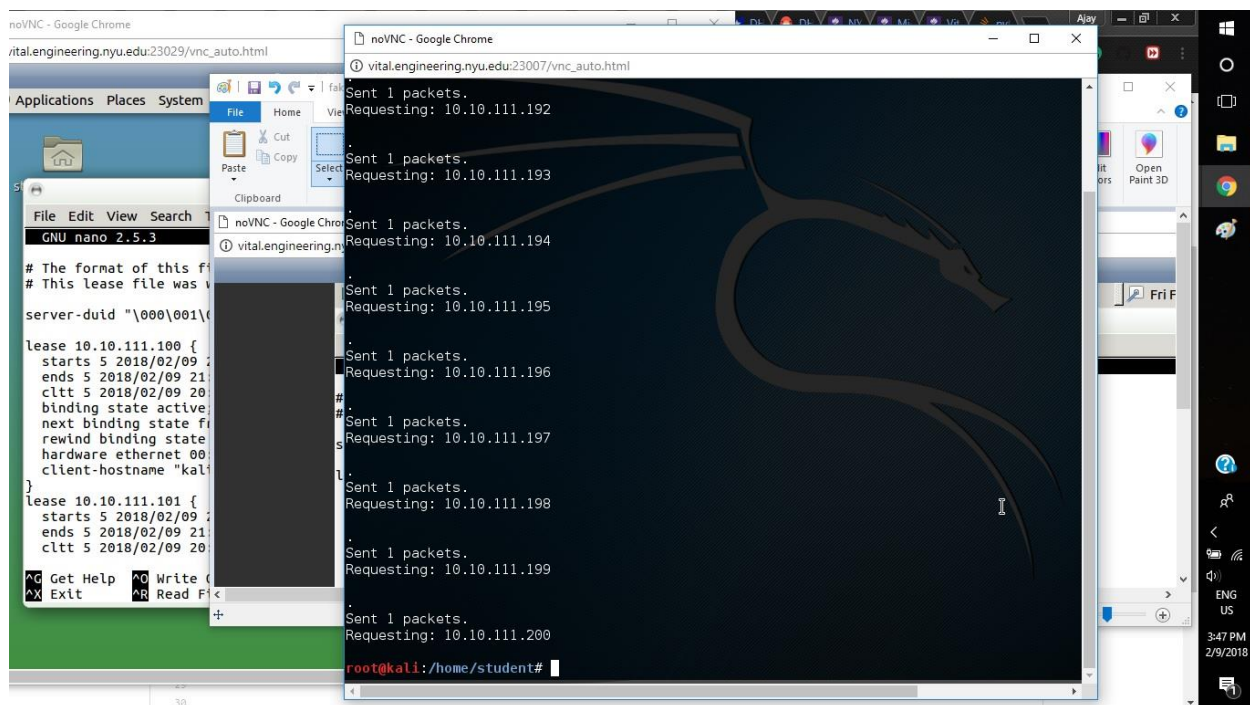 noVNC - Google Chrome
vital.engineering.nyu.edu:23029/vnc_auto.html
Applications Places System
File Edit View Search
GNU nano 2.5.3
# The format of this
# This lease file was
server-duid "\000\001\
lease 10.10.111.100 {
starts 5 2018/02/09
ends 5 2018/02/09 21
cltt 5 2018/02/09 20
binding state active
next binding state
rewind binding state
hardware ethernet 00
client-hostname "kali
}
lease 10.10.111.101 {
starts 5 2018/02/09
ends 5 2018/02/09 21
cltt 5 2018/02/09 20
^G Get Help ^O Write
^X Exit ^R Read
File Home
Paste
Cut
Copy
Select
Clipboard
noVNC - Google
vital.engineering
noVNC - Google Chrome
vital.engineering.nyu.edu:23007/vnc_auto.html
Sent 1 packets.
Requesting: 10.10.111.192
.
Sent 1 packets.
Requesting: 10.10.111.193
.
Sent 1 packets.
Requesting: 10.10.111.194
.
Sent 1 packets.
Requesting: 10.10.111.195
.
Sent 1 packets.
Requesting: 10.10.111.196
.
Sent 1 packets.
Requesting: 10.10.111.197
.
Sent 1 packets.
Requesting: 10.10.111.198
.
Sent 1 packets.
Requesting: 10.10.111.199
.
Sent 1 packets.
Requesting: 10.10.111.200
root@kali:/home/student#
Ajay
Open
Paint 3D
Fri
ENG
US
3:47 PM
2/9/2018